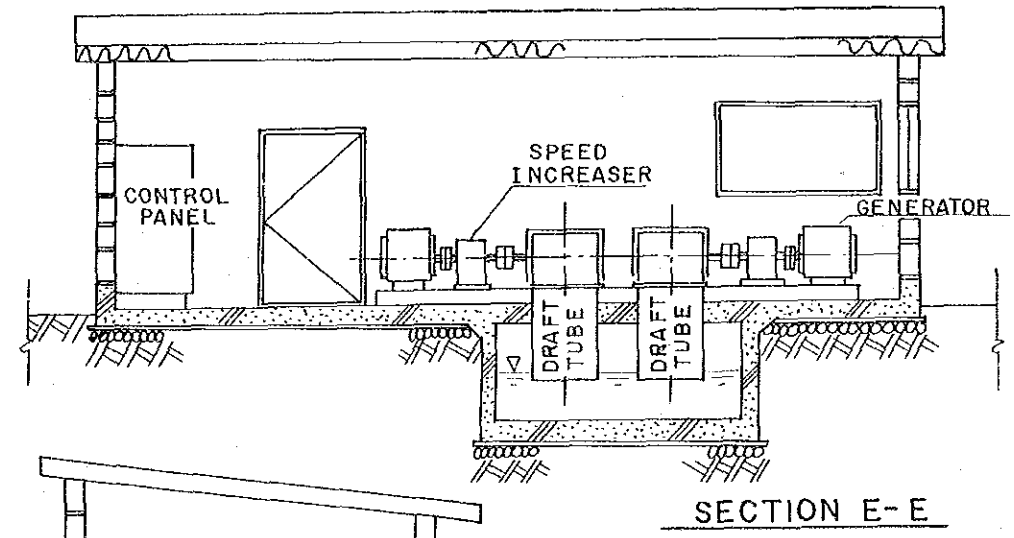 SPEED
INCREASER
CONTROL
PANEL
GENERATOR
DRAFT
TUBE
DRAFT
TUBE
SECTION E-E